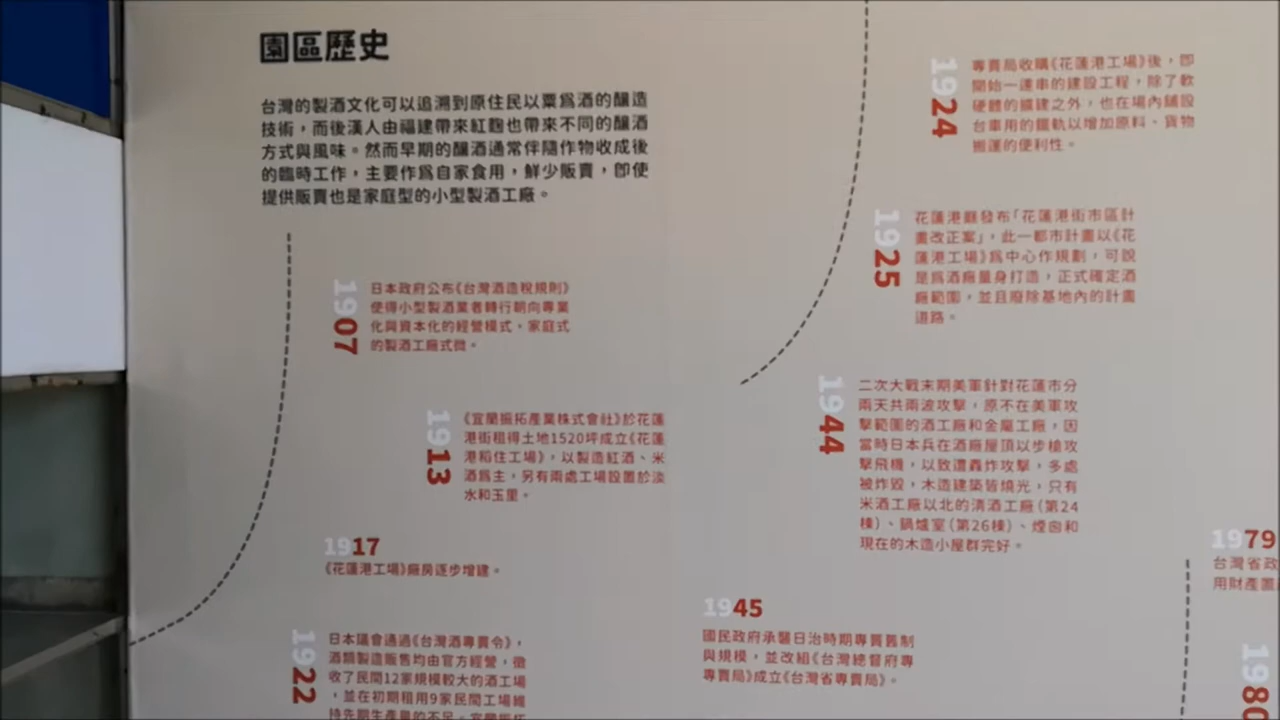 園區歷史
台灣的製酒文化可以追溯到原住民以粟為酒的釀造
技術，而後漢人由福建帶來紅麴也帶來不同的釀酒
方式與風味。然而早期的釀酒通常伴隨作物收成後
的臨時工作，主要作為自家食用，鮮少販賣，即使
提供販賣也是家庭型的小型製酒工廠。
1907
日本政府公布《台灣酒造稅規則》
使得小型製酒業者轉行朝向專業
化與資本化的經營模式。家庭式
的製酒工廠式微。
1913
《宜蘭振拓產業株式會社》於花蓮
港街租得土地1520坪成立《花蓮
港稻住工場》，以製造紅酒、米
酒為主，另有兩處工場設置於淡
水和玉里。
1917
《花蓮港工場》廠房逐步增建。
1922
日本議會通過《台灣酒專賣令》，
酒類製造販售均由官方經營，徵
收了民間12家規模較大的酒工場
，並在初期租用9家民間工場維
持先期生產量的不足。宜蘭振拓
1924
專賣局收購《花蓮港工場》後，即
開始一連串的建設工程，除了軟
硬體的擴建之外，也在場內鋪設
台車用的鐵軌以增加原料、貨物
搬運的便利性。
1925
花蓮港廳發布「花蓮港街市區計
畫改正案」，此一都市計畫以《花
蓮港工場》為中心作規劃，可說
是為酒廠量身打造，正式確定酒
廠範圍，並且廢除基地內的計畫
道路。
1944
二次大戰末期美軍針對花蓮市分
兩天共兩波攻擊，原不在美軍攻
擊範圍的酒工廠和金屬工廠，因
當時日本兵在酒廠屋頂以步槍攻
擊飛機，以致遭轟炸攻擊，多處
被炸毀，木造建築皆燒光，只有
米酒工廠以北的清酒工廠（第24
棟）、鍋爐室（第26棟）、煙囪和
現在的木造小屋群完好。
1945
國民政府承襲日治時期專賣舊制
與規模，並改組《台灣總督府專
專賣局》成立《台灣省專賣局》。
1979
台灣省政
用財產置
1980